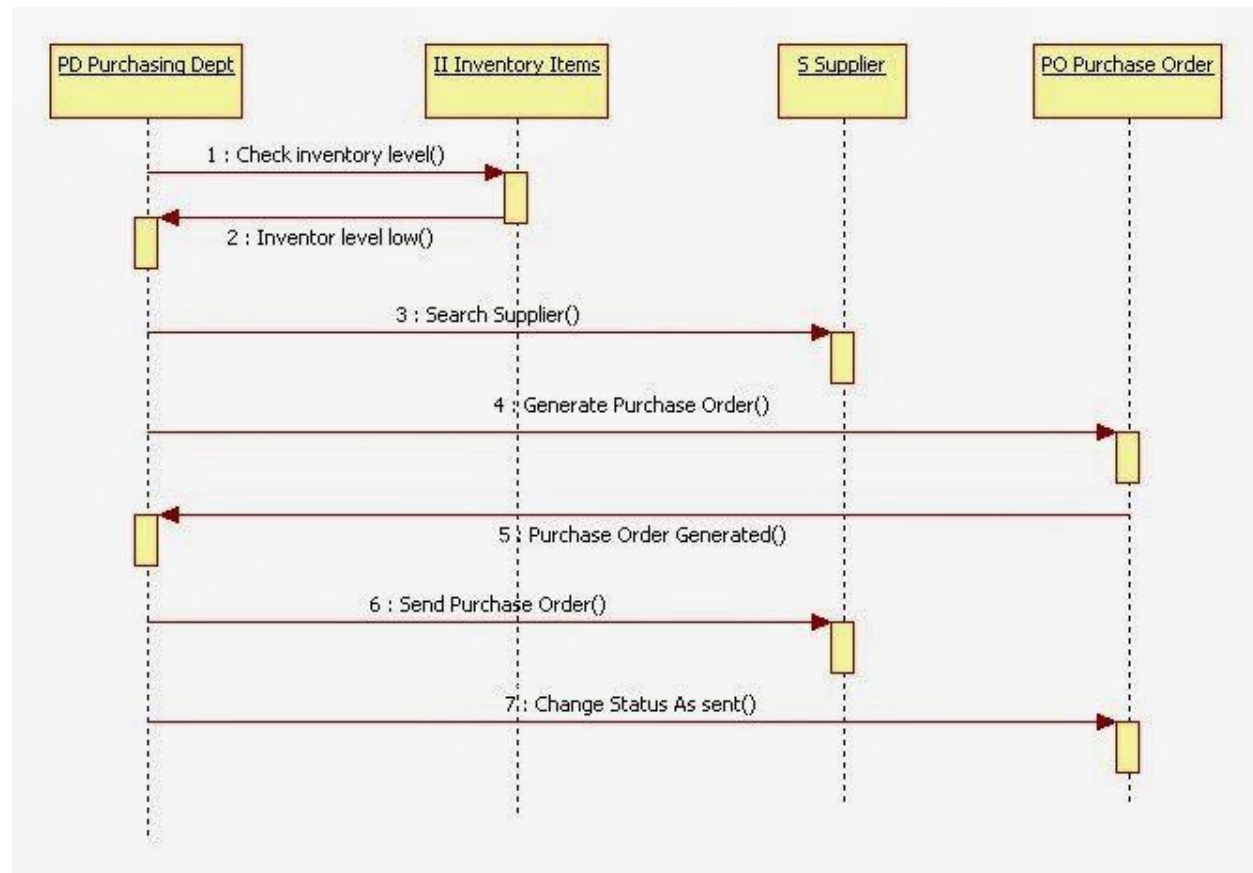 PD Purchasing Dept
II Inventory Items
S Supplier
PO Purchase Order
1 : Check inventory level()
2 : Inventor level low()
3 : Search Supplier()
4 : Generate Purchase Order()
5 : Purchase Order Generated()
6 : Send Purchase Order()
7 : Change Status As sent()